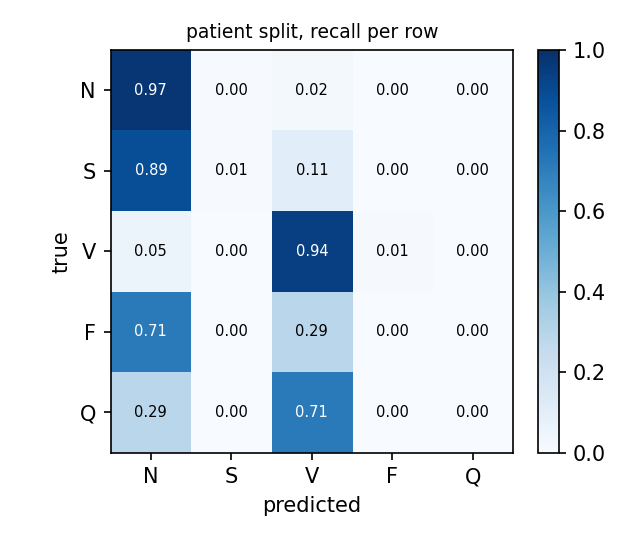 patient split, recall per row
N 0.97 0.00 0.02 0.00 0.00
S 0.89 0.01 0.11 0.00 0.00
V 0.05 0.00 0.94 0.01 0.00
F 0.71 0.00 0.29 0.00 0.00
Q 0.29 0.00 0.71 0.00 0.00
N S V F Q
predicted
true
1.0
0.8
0.6
0.4
0.2
0.0